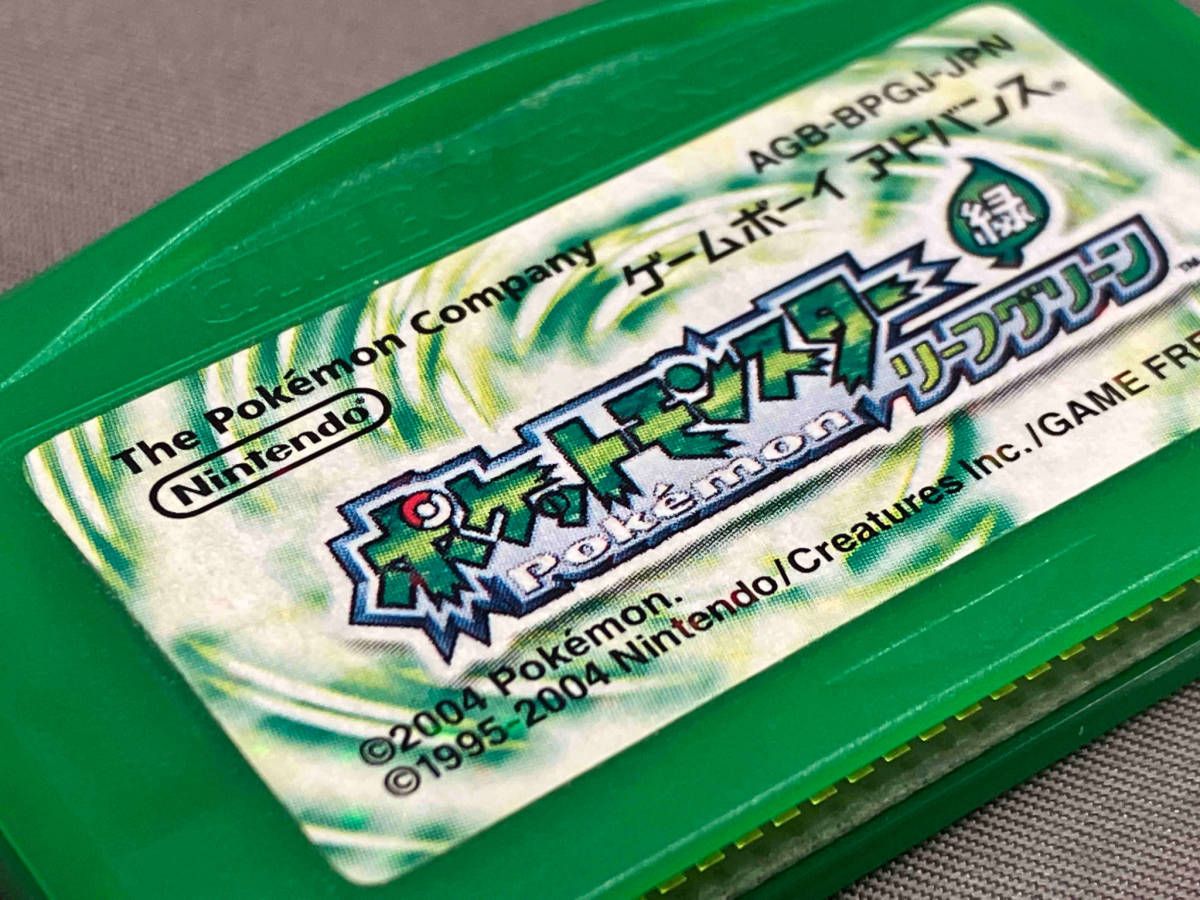 AGB-BPGJ-JPN
The Pokémon Company ゲームボーイ アドバンス®
Nintendo®
緑
ポケットモンスター
Pokémon リーフグリーン™
©2004 Pokémon.
©1995-2004 Nintendo/Creatures Inc./GAME